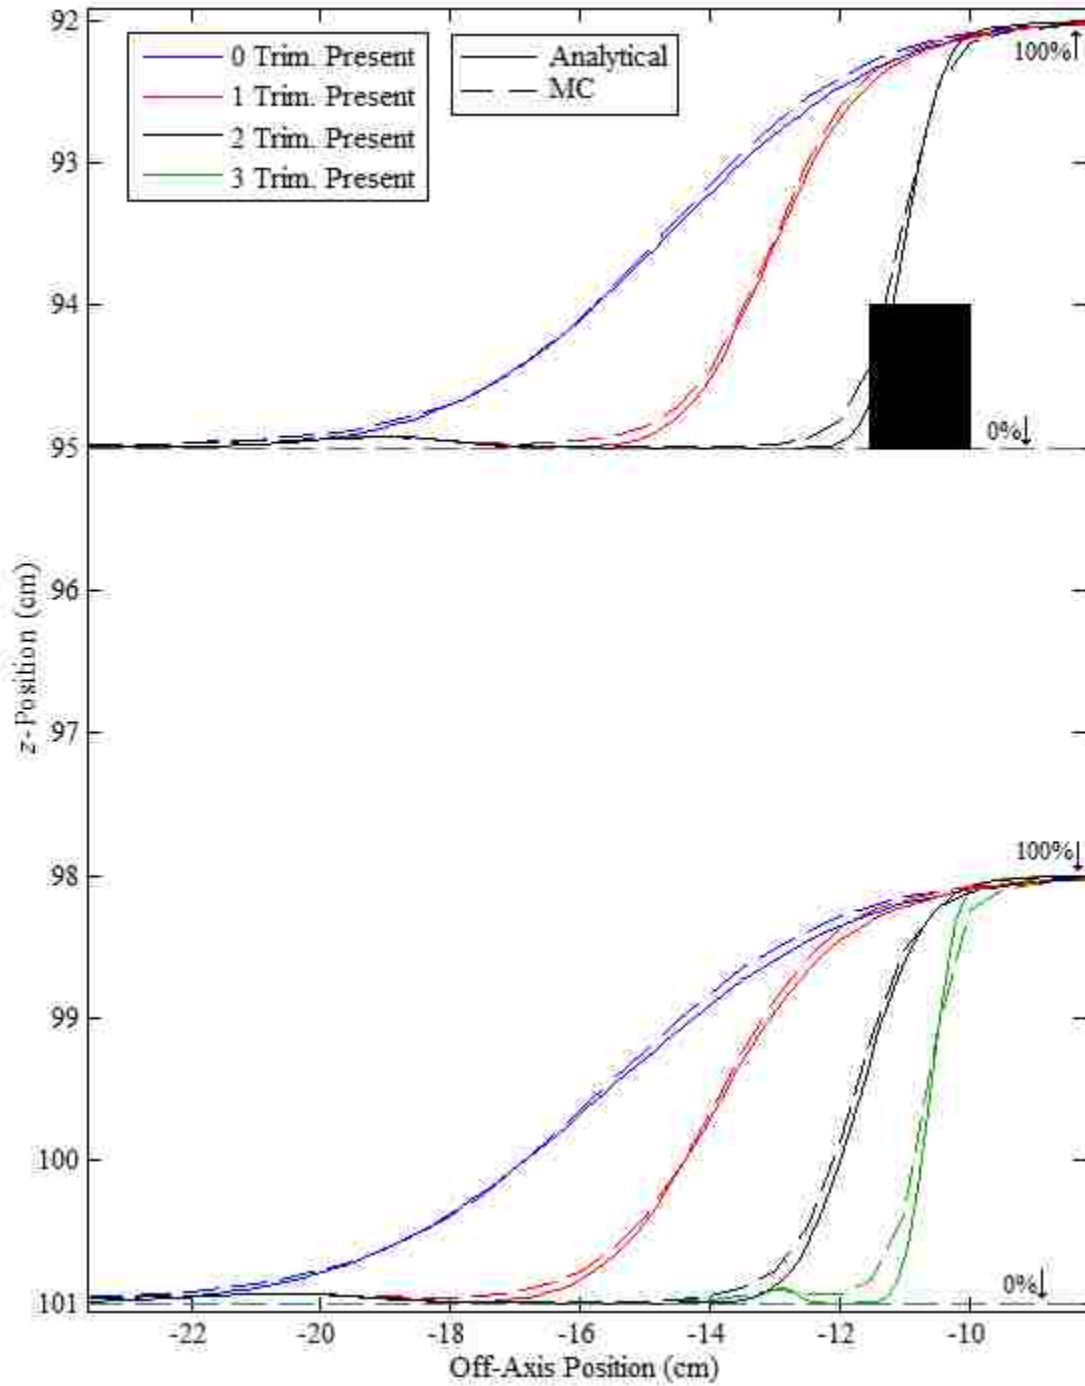 0 Trim. Present
1 Trim. Present
2 Trim. Present
3 Trim. Present
Analytical
MC
100%
0%
100%
0%
92
93
94
95
96
97
98
99
100
101
z-Position (cm)
-22
-20
-18
-16
-14
-12
-10
Off-Axis Position (cm)